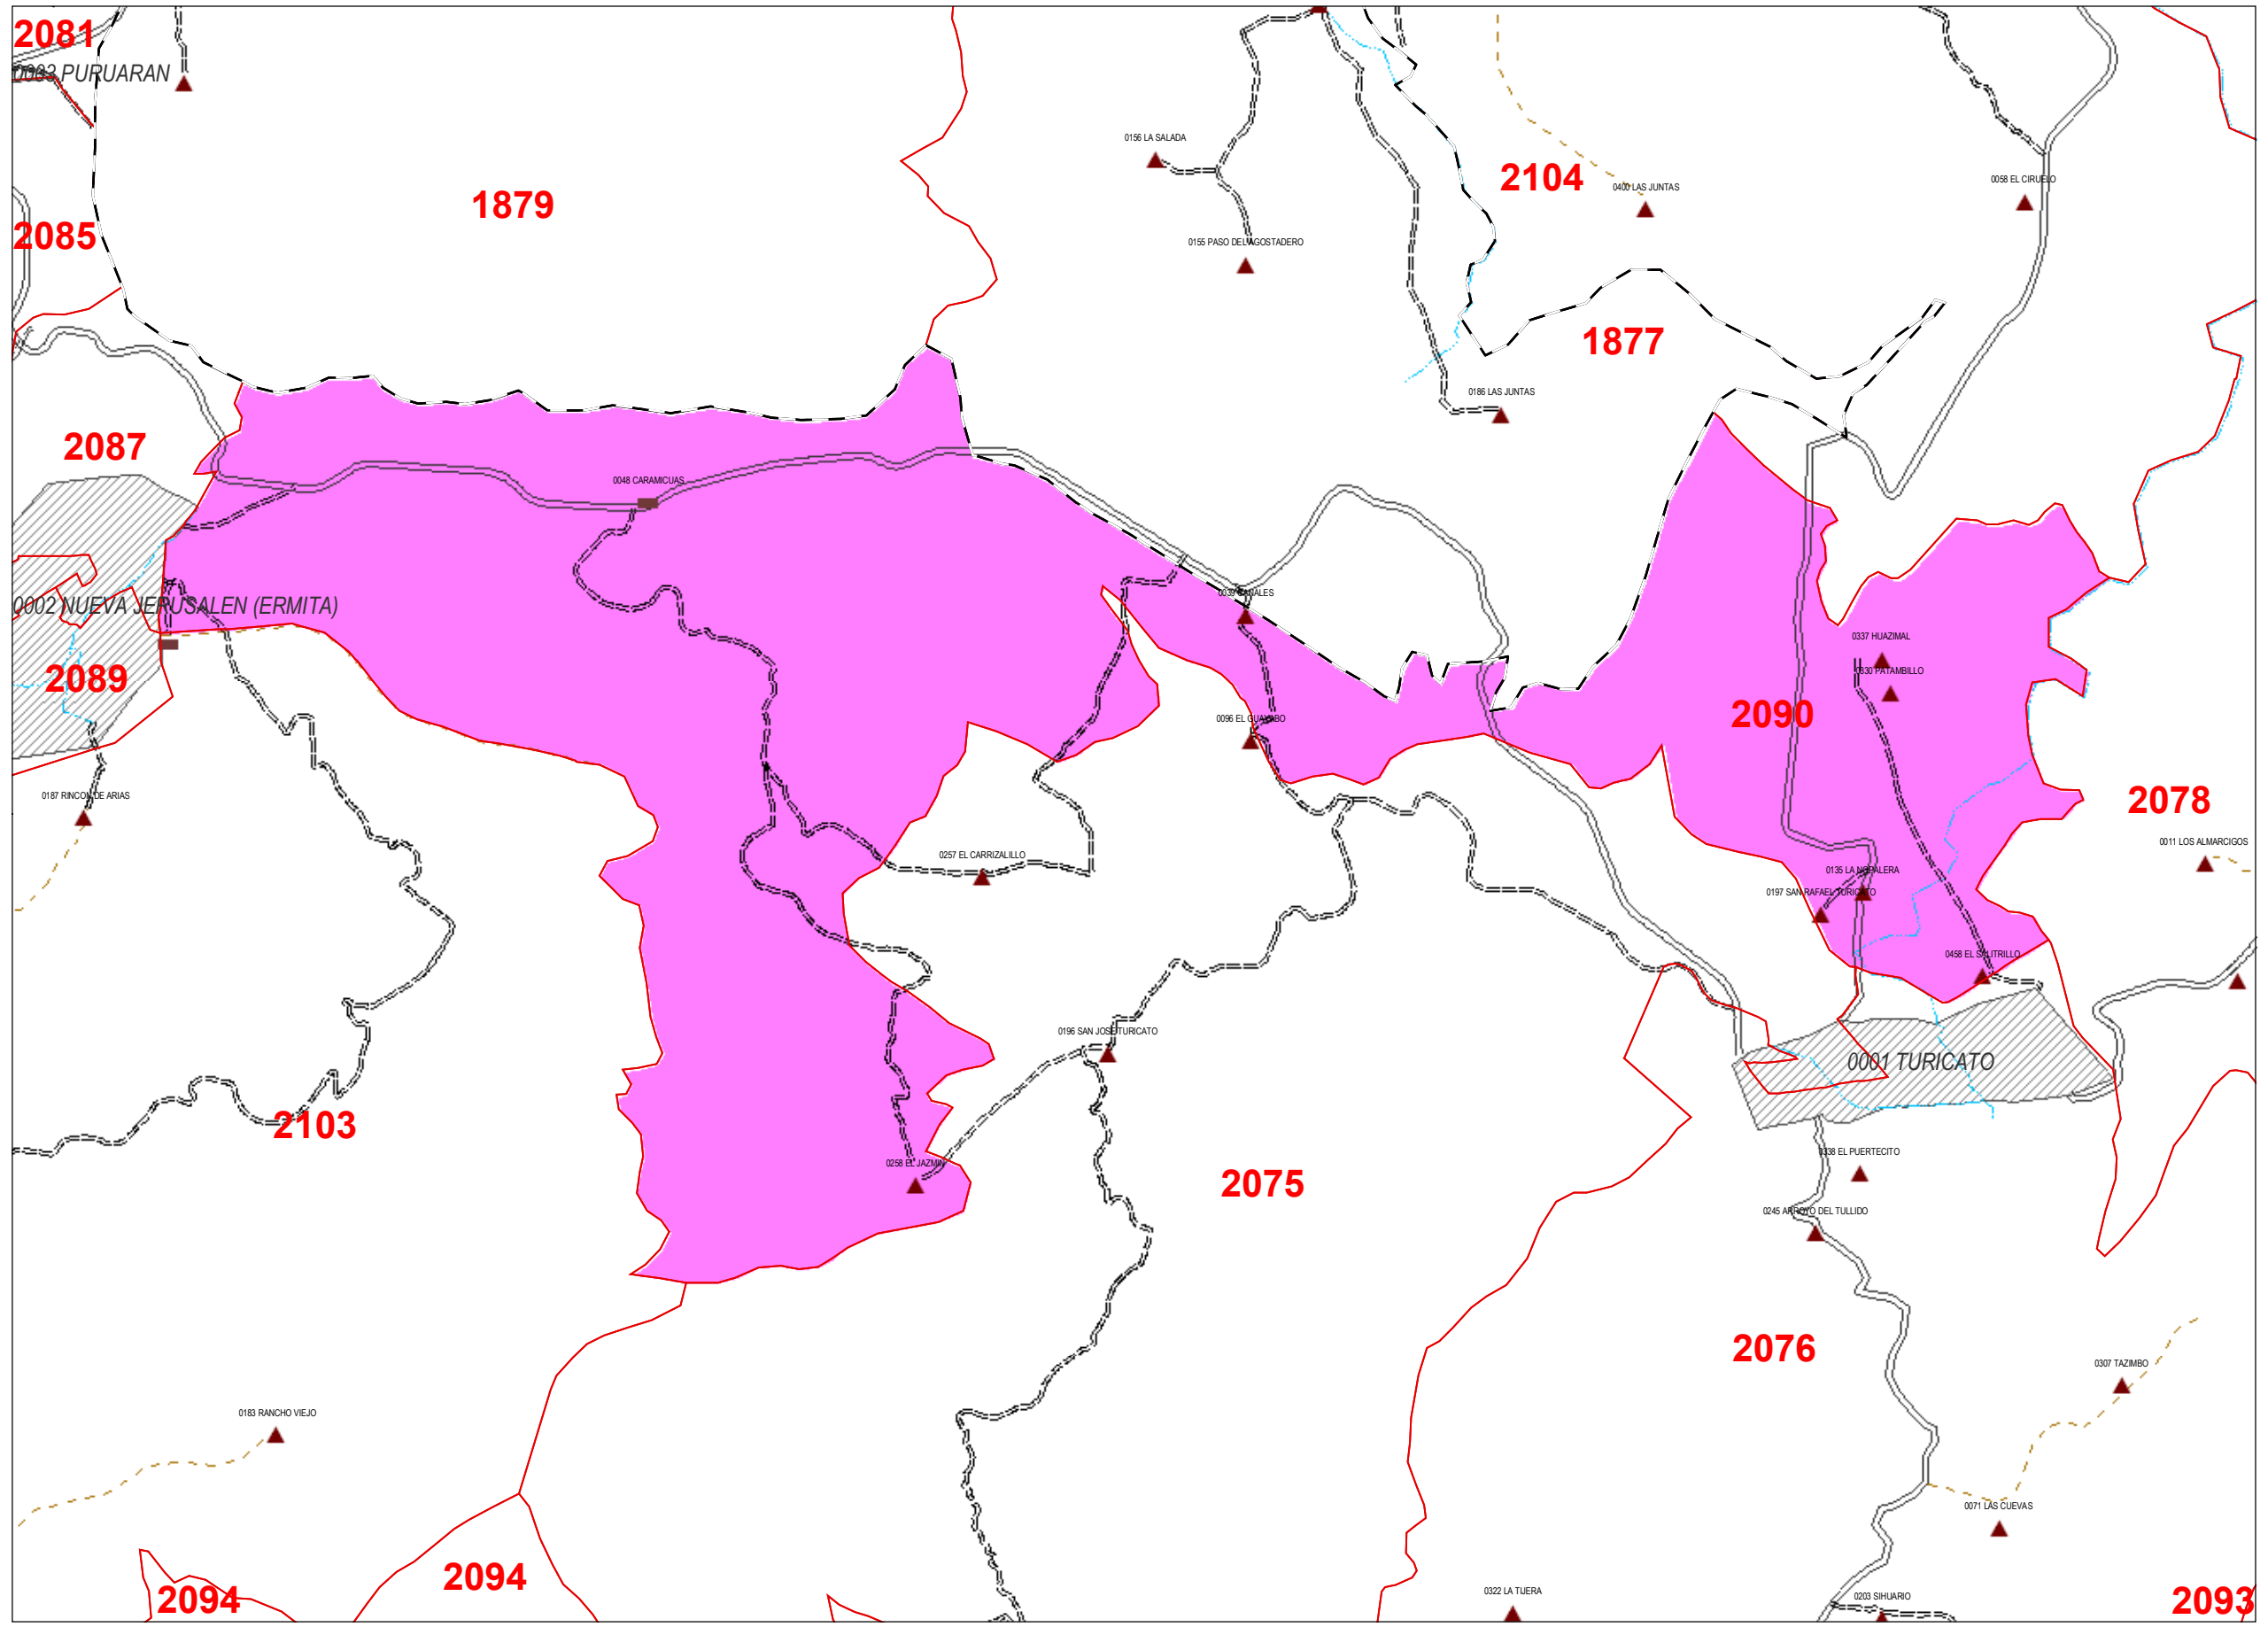 2081
0003 PURUARAN
0156 LA SALADA
2104
0400 LAS JUNTAS
0058 EL CIRUELO
1879
2085
0155 PASO DEL AGOSTADERO
1877
0186 LAS JUNTAS
2087
0048 CARAMICUAS
0039 CANALES
0002 NUEVA JERUSALEN (ERMITA)
0337 HUAZIMAL
0330 PATAMBILLO
2089
2090
0096 EL GUAYABO
0187 RINCON DE ARIAS
2078
0011 LOS ALMARCIGOS
0257 EL CARRIZALILLO
0135 LA NOPALERA
0197 SAN RAFAEL TURICATO
0458 EL SALITRILLO
0196 SAN JOSE TURICATO
0001 TURICATO
2103
0338 EL PUERTECITO
0258 EL JAZMIN
2075
0245 ARROYO DEL TULLIDO
2076
0307 TAZIMBO
0183 RANCHO VIEJO
0071 LAS CUEVAS
2094
2094
0322 LA TIJERA
0203 SIHUARIO
2093